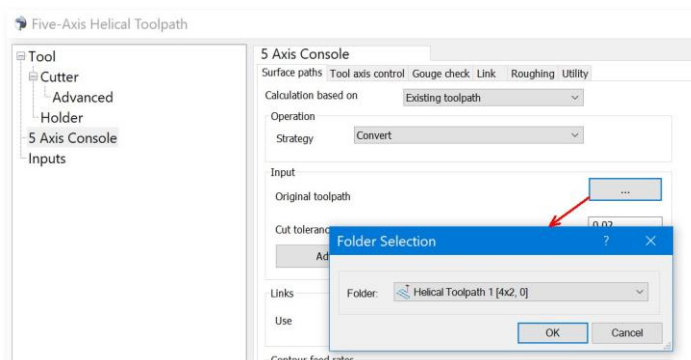 Five-Axis Helical Toolpath
Tool
Cutter
Advanced
Holder
5 Axis Console
Inputs
5 Axis Console
Surface paths Tool axis control Gouge check Link Roughing Utility
Calculation based on Existing toolpath
Operation
Strategy Convert
Input
Original toolpath ...
Cut toleranc 0.02
Ad
Folder Selection ? ×
Folder: Helical Toolpath 1 [4x2, 0]
OK Cancel
Links
Use